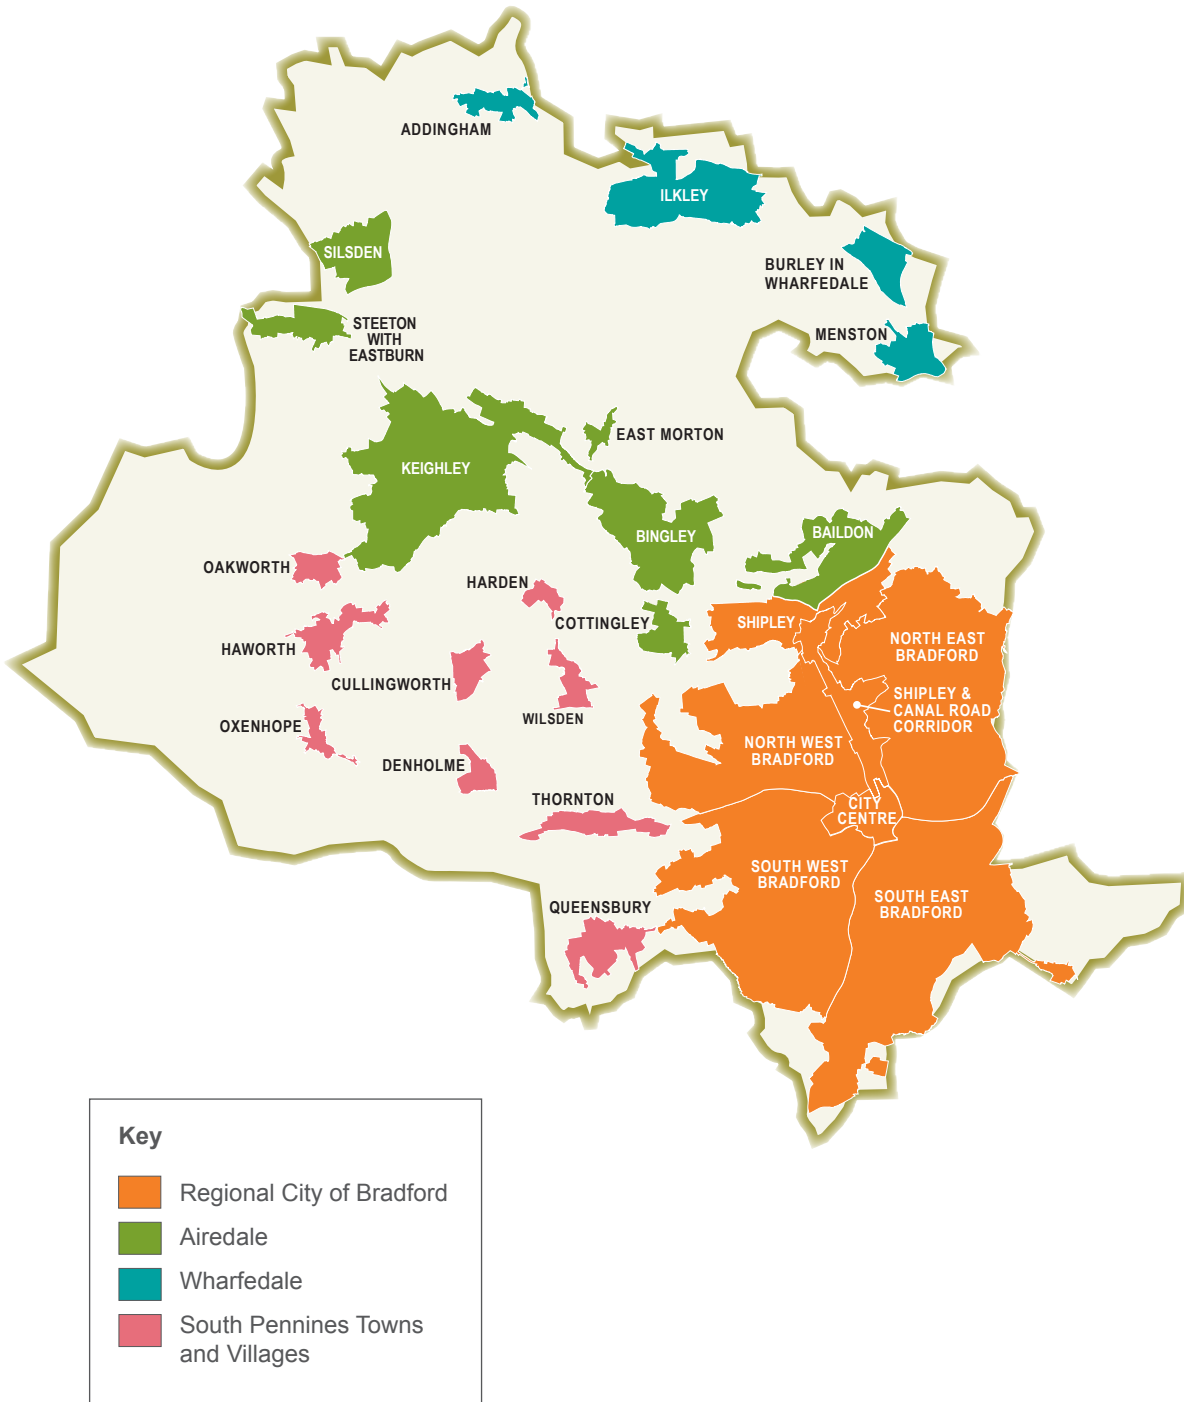 ADDINGHAM
ILKLEY
SILSDEN
BURLEY IN
WHARFEDALE
STEETON
WITH
EASTBURN
MENSTON
EAST MORTON
KEIGHLEY
BINGLEY
BAILDON
OAKWORTH
HARDEN
COTTINGLEY
SHIPLEY
HAWORTH
NORTH EAST
BRADFORD
CULLINGWORTH
SHIPLEY &
CANAL ROAD
CORRIDOR
OXENHOPE
WILSDEN
NORTH WEST
BRADFORD
DENHOLME
THORNTON
CITY
CENTRE
SOUTH WEST
BRADFORD
SOUTH EAST
BRADFORD
QUEENSBURY
Key
Regional City of Bradford
Airedale
Wharfedale
South Pennines Towns
and Villages